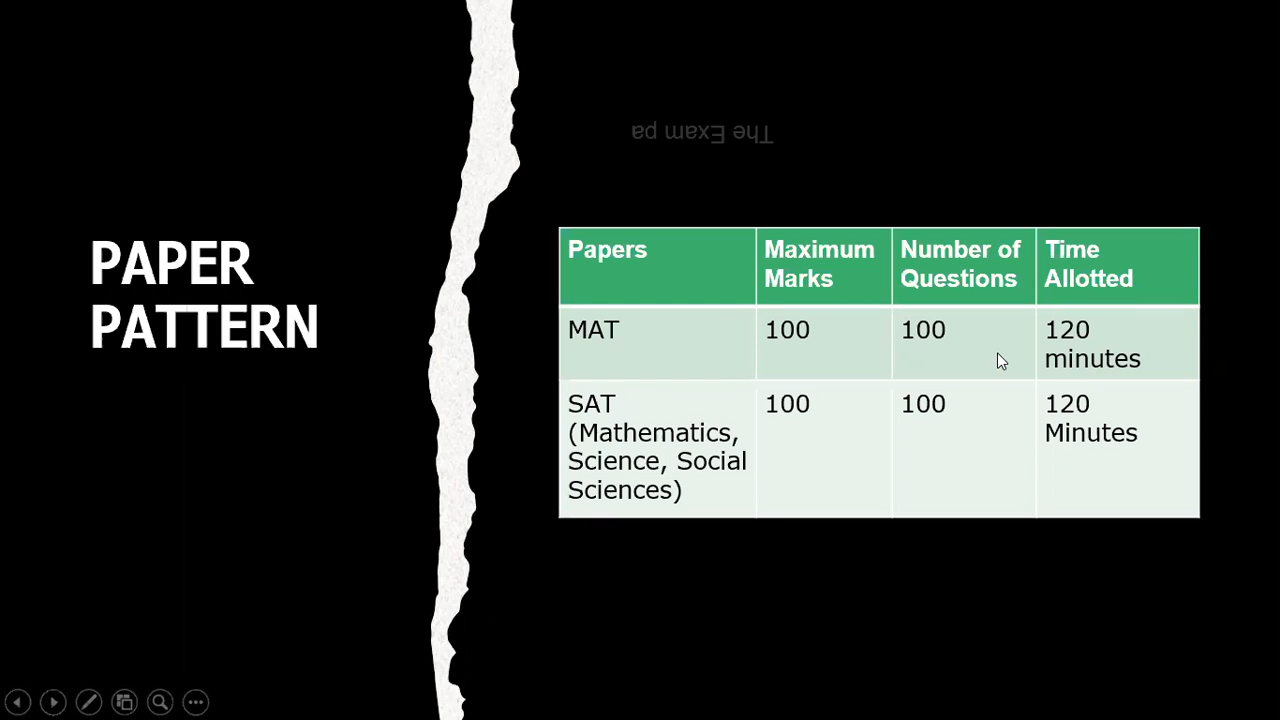 PAPER
PATTERN
The Exam pa
Papers
Maximum
Marks
Number of
Questions
Time
Allotted
MAT
100
100
120
minutes
SAT
(Mathematics,
Science, Social
Sciences)
100
100
120
Minutes